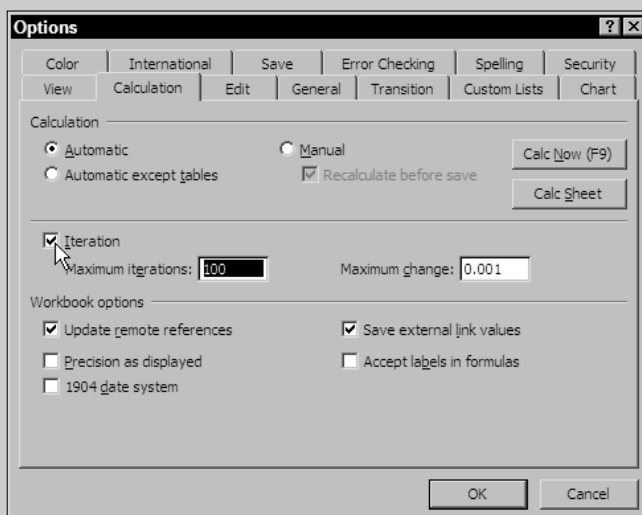 Options
Color International Save Error Checking Spelling Security
View Calculation Edit General Transition Custom Lists Chart
Calculation
Automatic Manual Calc Now (F9)
Automatic except tables Recalculate before save
Calc Sheet
Iteration
Maximum iterations: 100 Maximum change: 0.001
Workbook options
Update remote references Save external link values
Precision as displayed Accept labels in formulas
1904 date system
OK Cancel